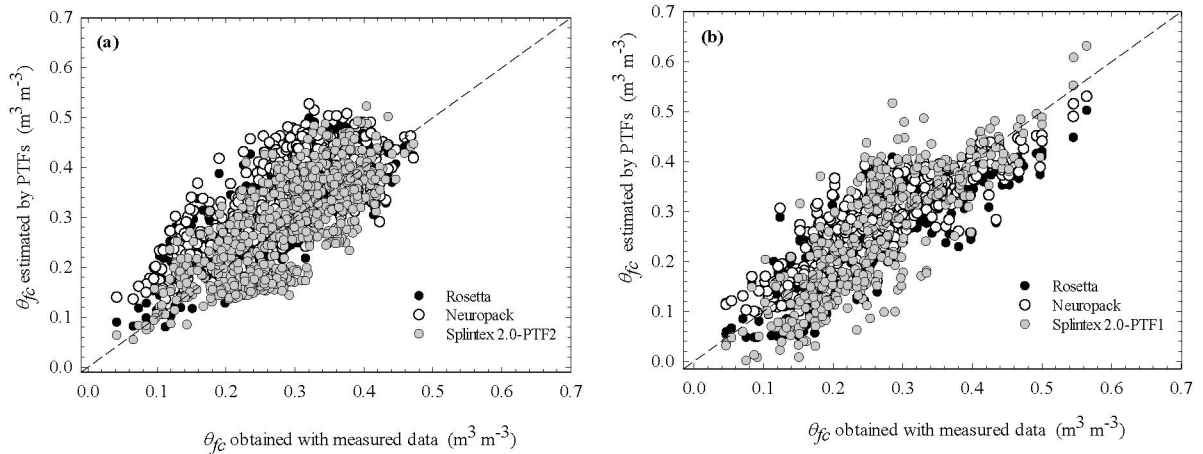 (a)
θfc estimated by PTFs (m³ m⁻³)
0.7
0.6
0.5
0.4
0.3
0.2
0.1
0.0
Rosetta
Neuropack
Splintex 2.0-PTF2
0.0 0.1 0.2 0.3 0.4 0.5 0.6 0.7
θfc obtained with measured data (m³ m⁻³)
(b)
θfc estimated by PTFs (m³ m⁻³)
0.7
0.6
0.5
0.4
0.3
0.2
0.1
0.0
Rosetta
Neuropack
Splintex 2.0-PTF1
0.0 0.1 0.2 0.3 0.4 0.5 0.6 0.7
θfc obtained with measured data (m³ m⁻³)